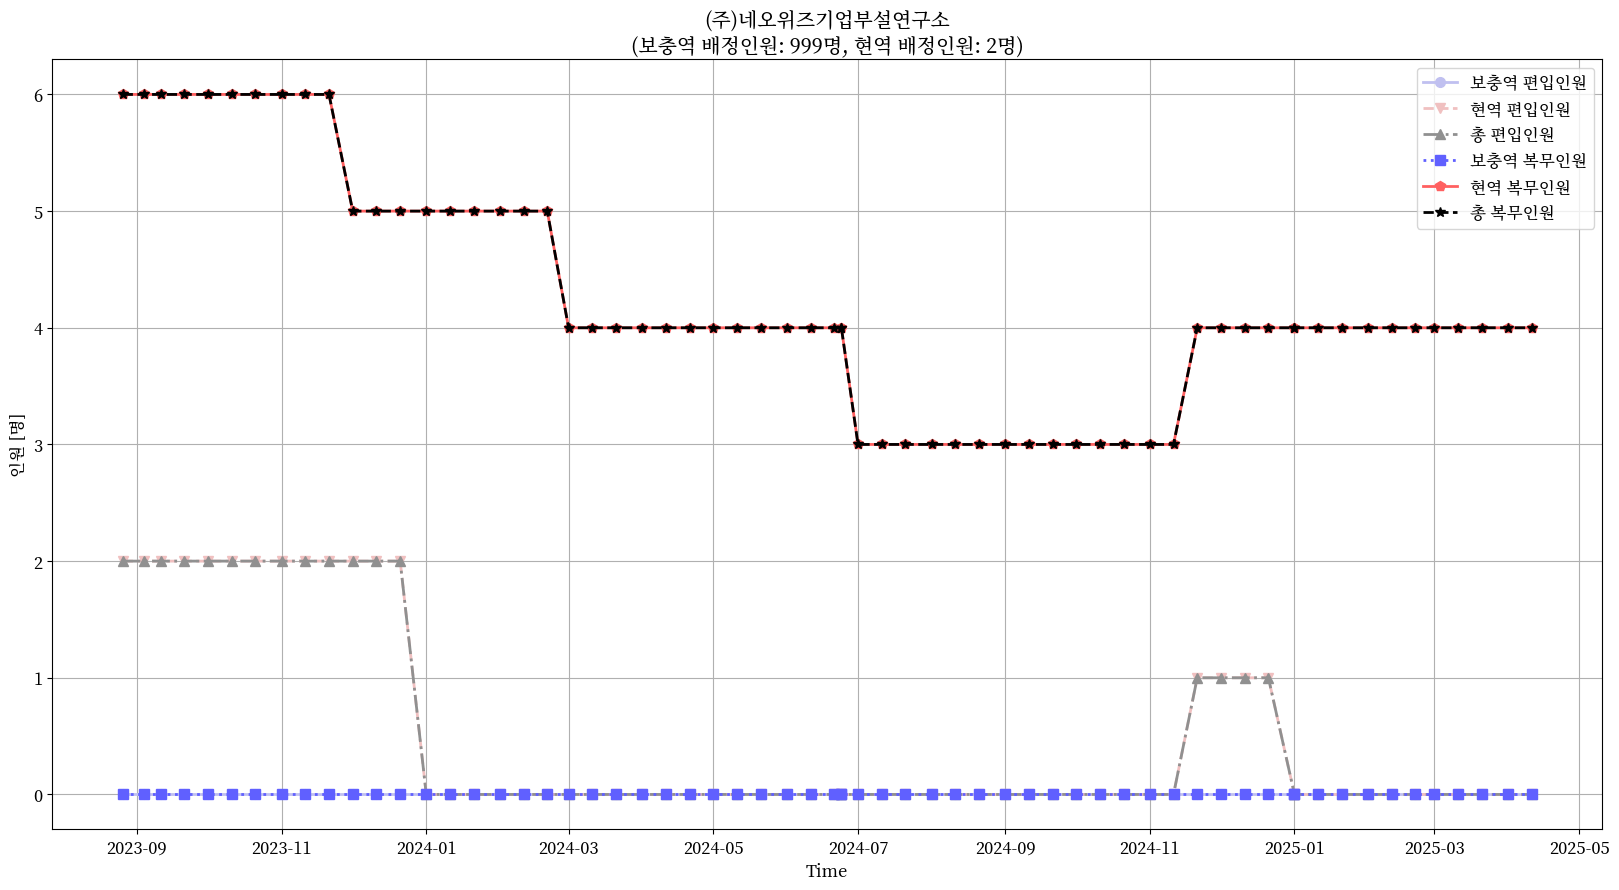 (주)네오위즈기업부설연구소
(보충역 배정인원: 999명, 현역 배정인원: 2명)
보충역 편입인원
현역 편입인원
총 편입인원
보충역 복무인원
현역 복무인원
총 복무인원
인원 [명]
6
5
4
3
2
1
0
2023-09
2023-11
2024-01
2024-03
2024-05
2024-07
2024-09
2024-11
2025-01
2025-03
2025-05
Time